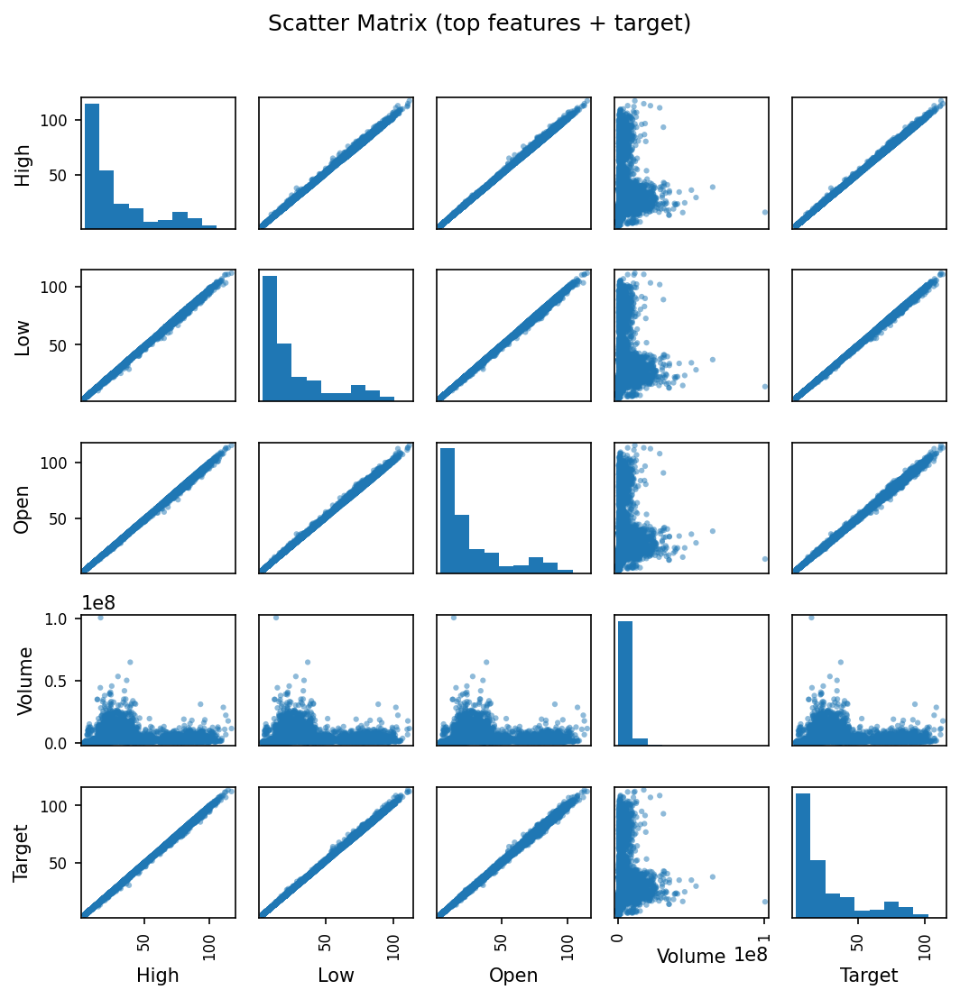 Scatter Matrix (top features + target)
High
100
50
Low
100
50
Open
100
50
1e8
Volume
1.0
0.5
0.0
Target
100
50
50 100
50 100
50 100
0 1
50 100
1e8
High Low Open Volume Target